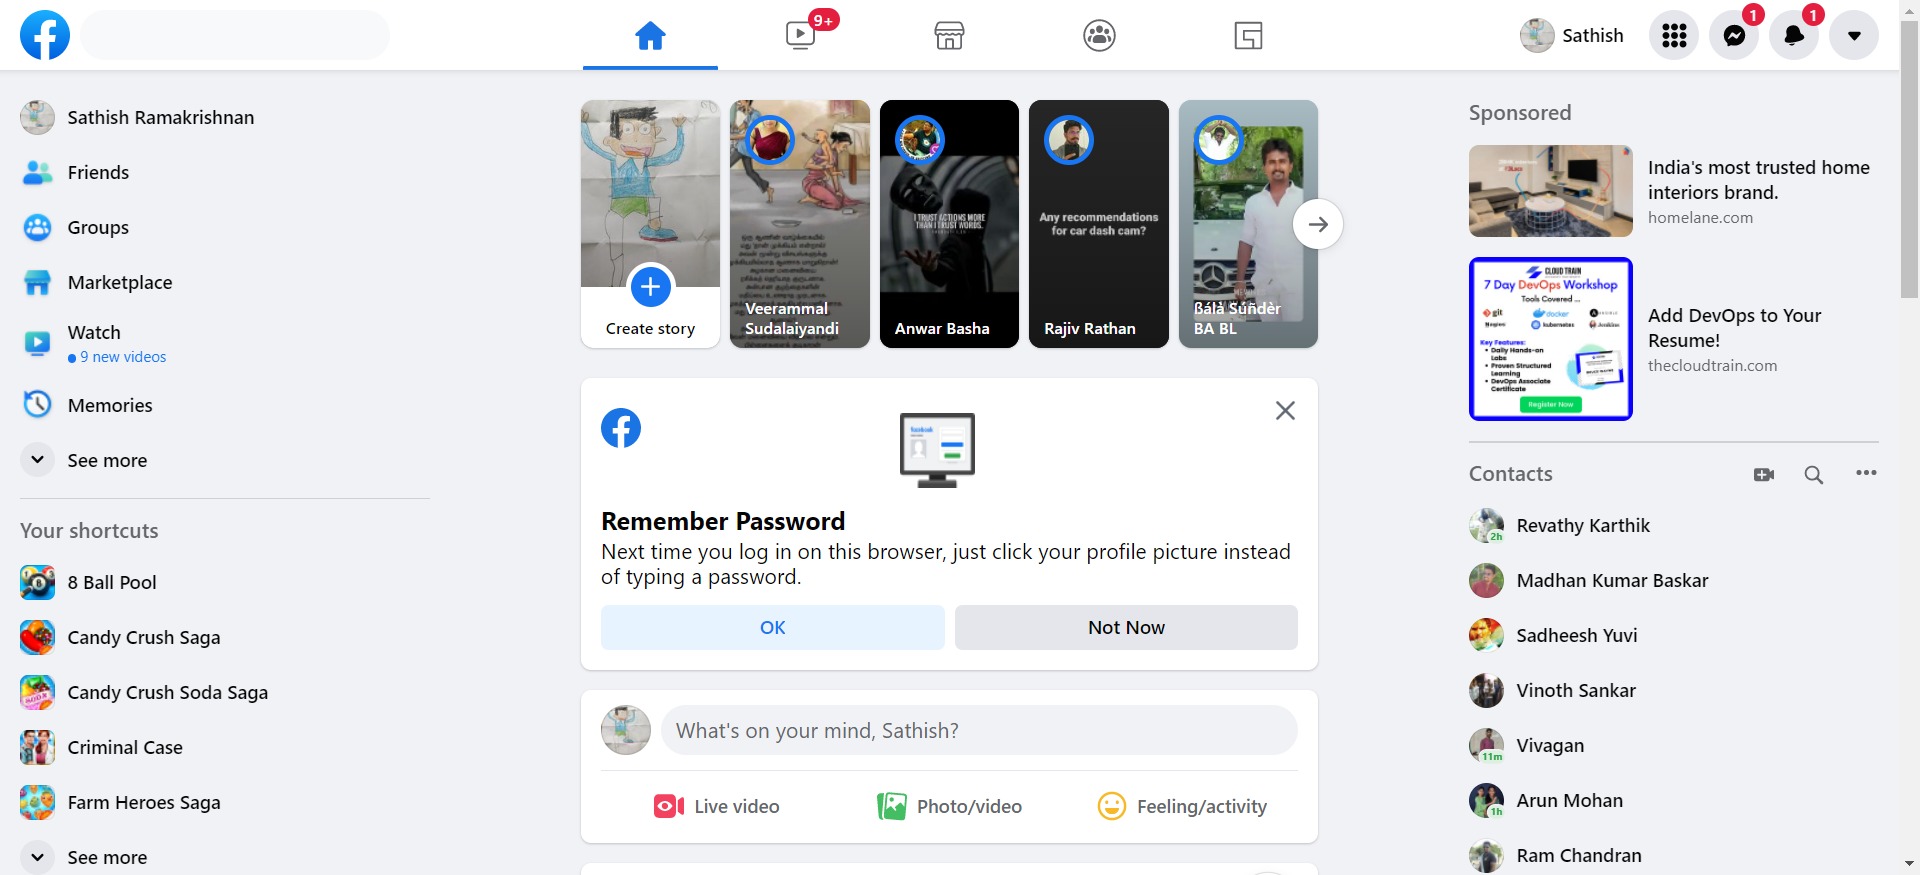 9+
Sathish
1
1
Sathish Ramakrishnan
Friends
Groups
Marketplace
Watch
9 new videos
Memories
See more
Your shortcuts
8 Ball Pool
Candy Crush Saga
Candy Crush Soda Saga
Criminal Case
Farm Heroes Saga
See more
Create story
Veerammal
Sudalaiyandi
I TRUST ACTIONS MORE
THAN I TRUST WORDS.
Anwar Basha
Any recommendations
for car dash cam?
Rajiv Rathan
ßálà Súñdèr
BA BL
facebook
Remember Password
Next time you log in on this browser, just click your profile picture instead
of typing a password.
OK
Not Now
What's on your mind, Sathish?
Live video
Photo/video
Feeling/activity
Sponsored
India's most trusted home
interiors brand.
homelane.com
CLOUD TRAIN
7 Day DevOps Workshop
Tools Covered ...
git
docker
ANSIBLE
Nagios
kubernetes
Jenkins
Key Features:
• Daily Hands-on
Labs
• Proven Structured
Learning
• DevOps Associate
Certificate
Register Now
Add DevOps to Your
Resume!
thecloudtrain.com
Contacts
Revathy Karthik
2h
Madhan Kumar Baskar
Sadheesh Yuvi
Vinoth Sankar
Vivagan
11m
Arun Mohan
1h
Ram Chandran